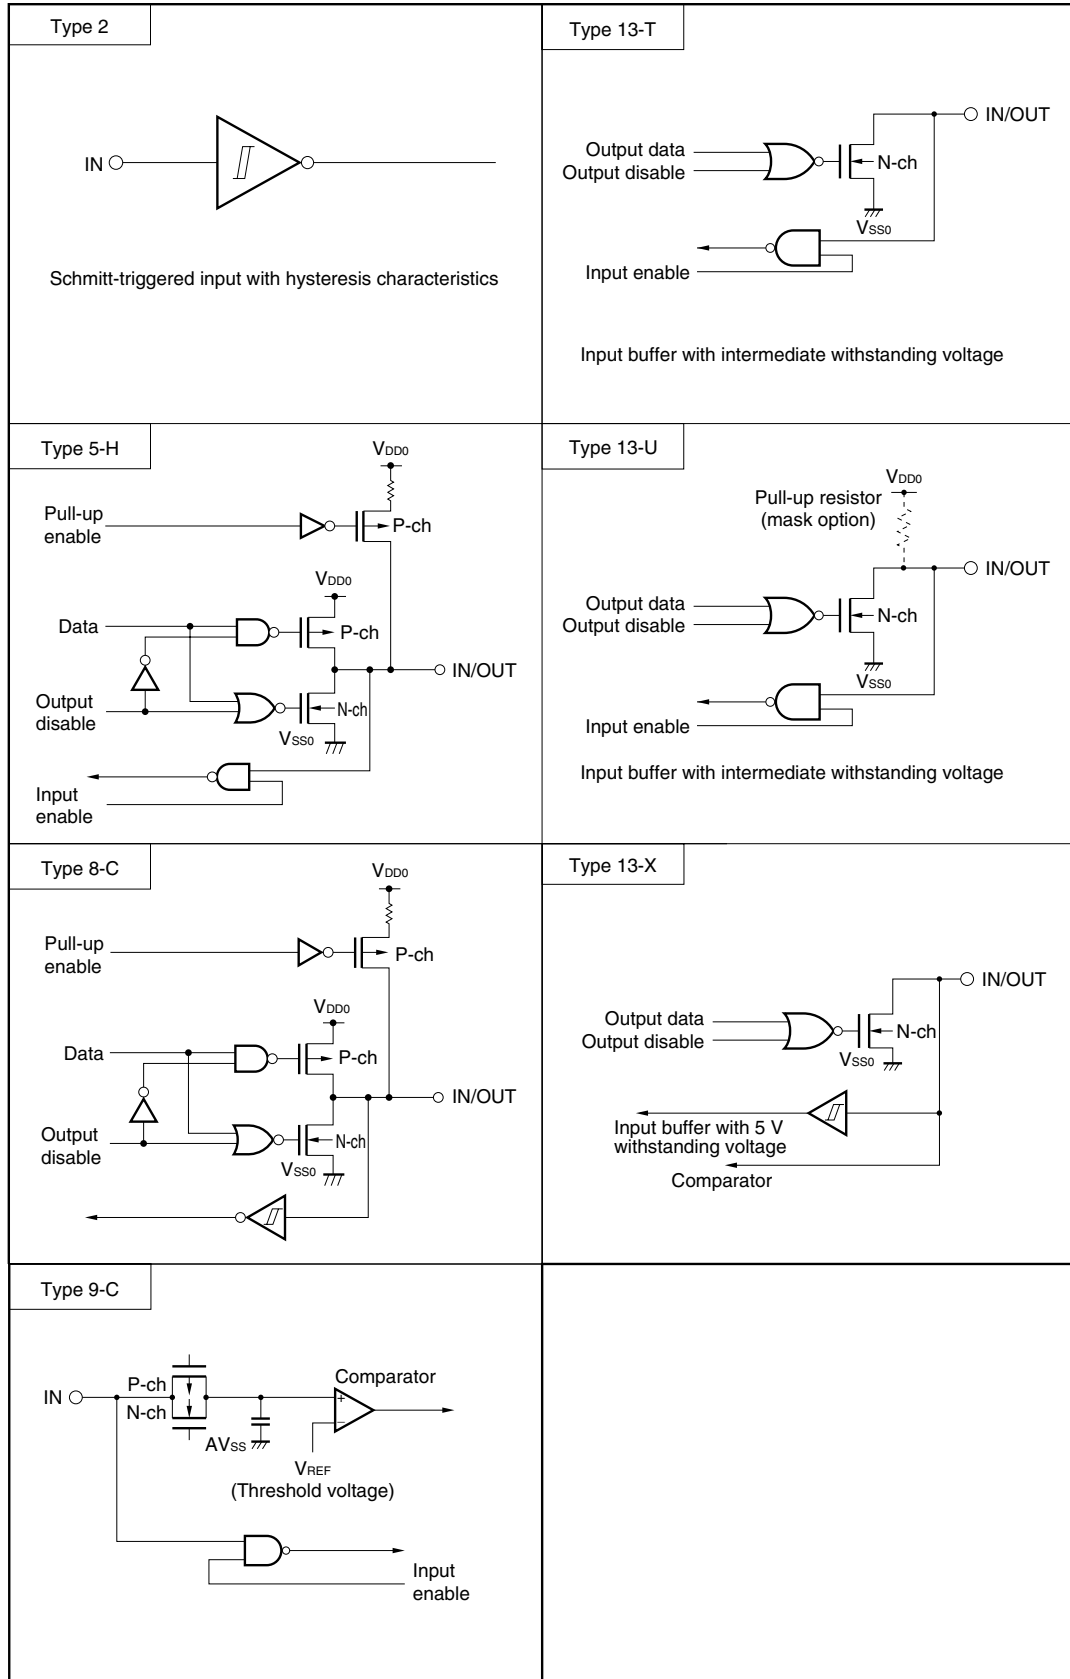 Type 2
IN
Schmitt-triggered input with hysteresis characteristics
Type 13-T
IN/OUT
Output data
Output disable
N-ch
VSS0
Input enable
Input buffer with intermediate withstanding voltage
Type 5-H
VDD0
Pull-up
enable
P-ch
VDD0
Data
P-ch
IN/OUT
Output
disable
N-ch
VSS0
Input
enable
Type 13-U
VDD0
Pull-up resistor
(mask option)
IN/OUT
Output data
Output disable
N-ch
VSS0
Input enable
Input buffer with intermediate withstanding voltage
Type 8-C
VDD0
Pull-up
enable
P-ch
VDD0
Data
P-ch
IN/OUT
Output
disable
N-ch
VSS0
Type 13-X
IN/OUT
Output data
Output disable
N-ch
VSS0
Input buffer with 5 V
withstanding voltage
Comparator
Type 9-C
Comparator
IN
P-ch
N-ch
+
−
AVSS
VREF
(Threshold voltage)
Input
enable